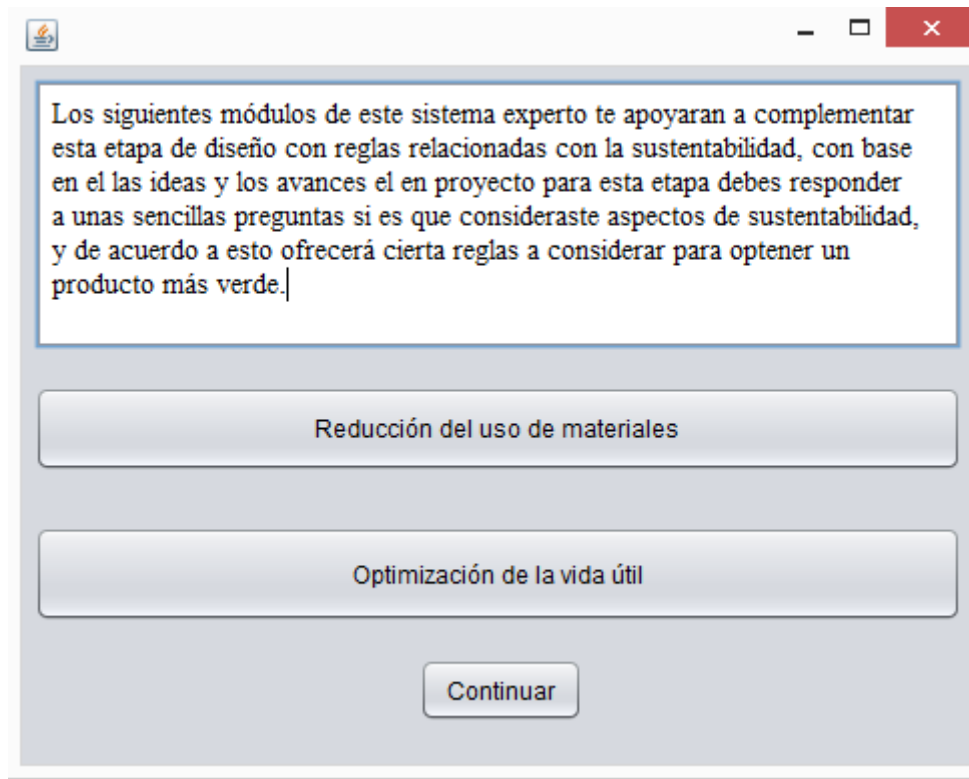 Los siguientes módulos de este sistema experto te apoyaran a complementar
esta etapa de diseño con reglas relacionadas con la sustentabilidad, con base
en el las ideas y los avances el en proyecto para esta etapa debes responder
a unas sencillas preguntas si es que consideraste aspectos de sustentabilidad,
y de acuerdo a esto ofrecerá cierta reglas a considerar para optener un
producto más verde.
Reducción del uso de materiales
Optimización de la vida útil
Continuar